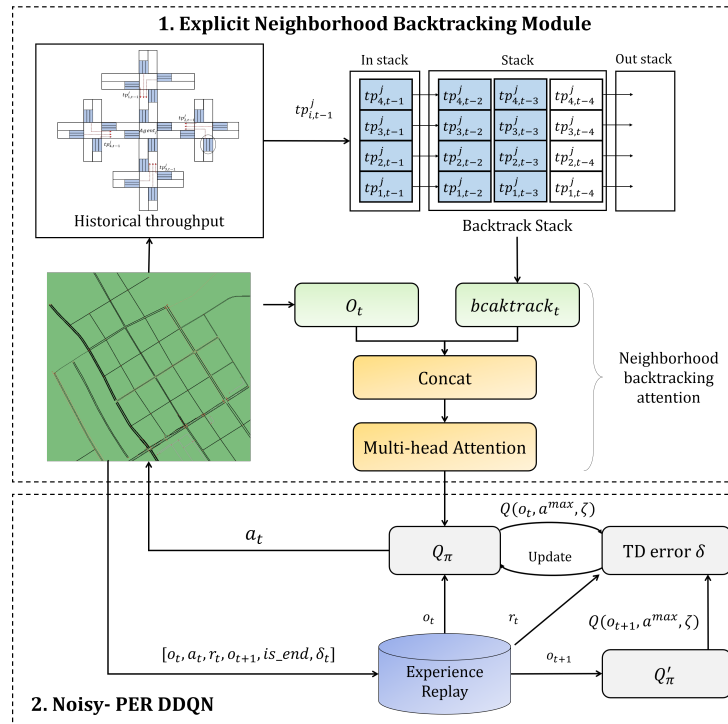 1. Explicit Neighborhood Backtracking Module
In stack
Stack
Out stack
tp^j_{i,t-1}
tp^j_{4,t-1} tp^j_{4,t-2} tp^j_{4,t-3} tp^j_{4,t-4}
tp^j_{3,t-1} tp^j_{3,t-2} tp^j_{3,t-3} tp^j_{3,t-4}
tp^j_{2,t-1} tp^j_{2,t-2} tp^j_{2,t-3} tp^j_{2,t-4}
tp^j_{1,t-1} tp^j_{1,t-2} tp^j_{1,t-3} tp^j_{1,t-4}
Historical throughput
Backtrack Stack
O_t
bcaktrack_t
Concat
Multi-head Attention
Neighborhood
backtracking
attention
Q(o_t, a^{max}, ζ)
a_t
Q_π
Update
TD error δ
o_t
r_t
Q(o_{t+1}, a^{max}, ζ)
[o_t, a_t, r_t, o_{t+1}, is_end, δ_t]
Experience
Replay
o_{t+1}
Q'_π
2. Noisy- PER DDQN